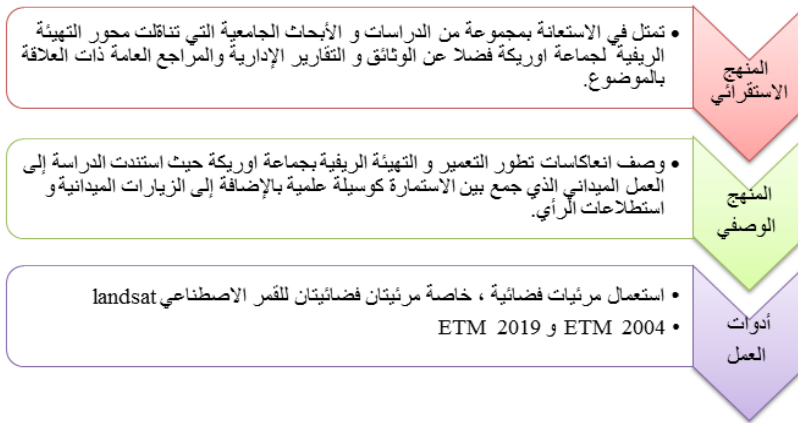 المنهج
الاستقرائي
• تمتل في الاستعانة بمجموعة من الدراسات و الأبحاث الجامعية التي تناقلت محور التهيئة
الريفية لجماعة اوريكة فضلا عن الوثائق و التقارير الإدارية والمراجع العامة ذات العلاقة
بالموضوع.
المنهج
الوصفي
• وصف انعاكاسات تطور التعمير و التهيئة الريفية بجماعة اوريكة حيث استندت الدراسة إلى
العمل الميداني الذي جمع بين الاستمارة كوسيلة علمية بالإضافة إلى الزيارات الميدانية و
استطلاعات الرأي.
أدوات
العمل
• استعمال مرئيات فضائية ، خاصة مرئيتان فضائيتان للقمر الاصطناعي landsat
• ETM 2004 و ETM 2019